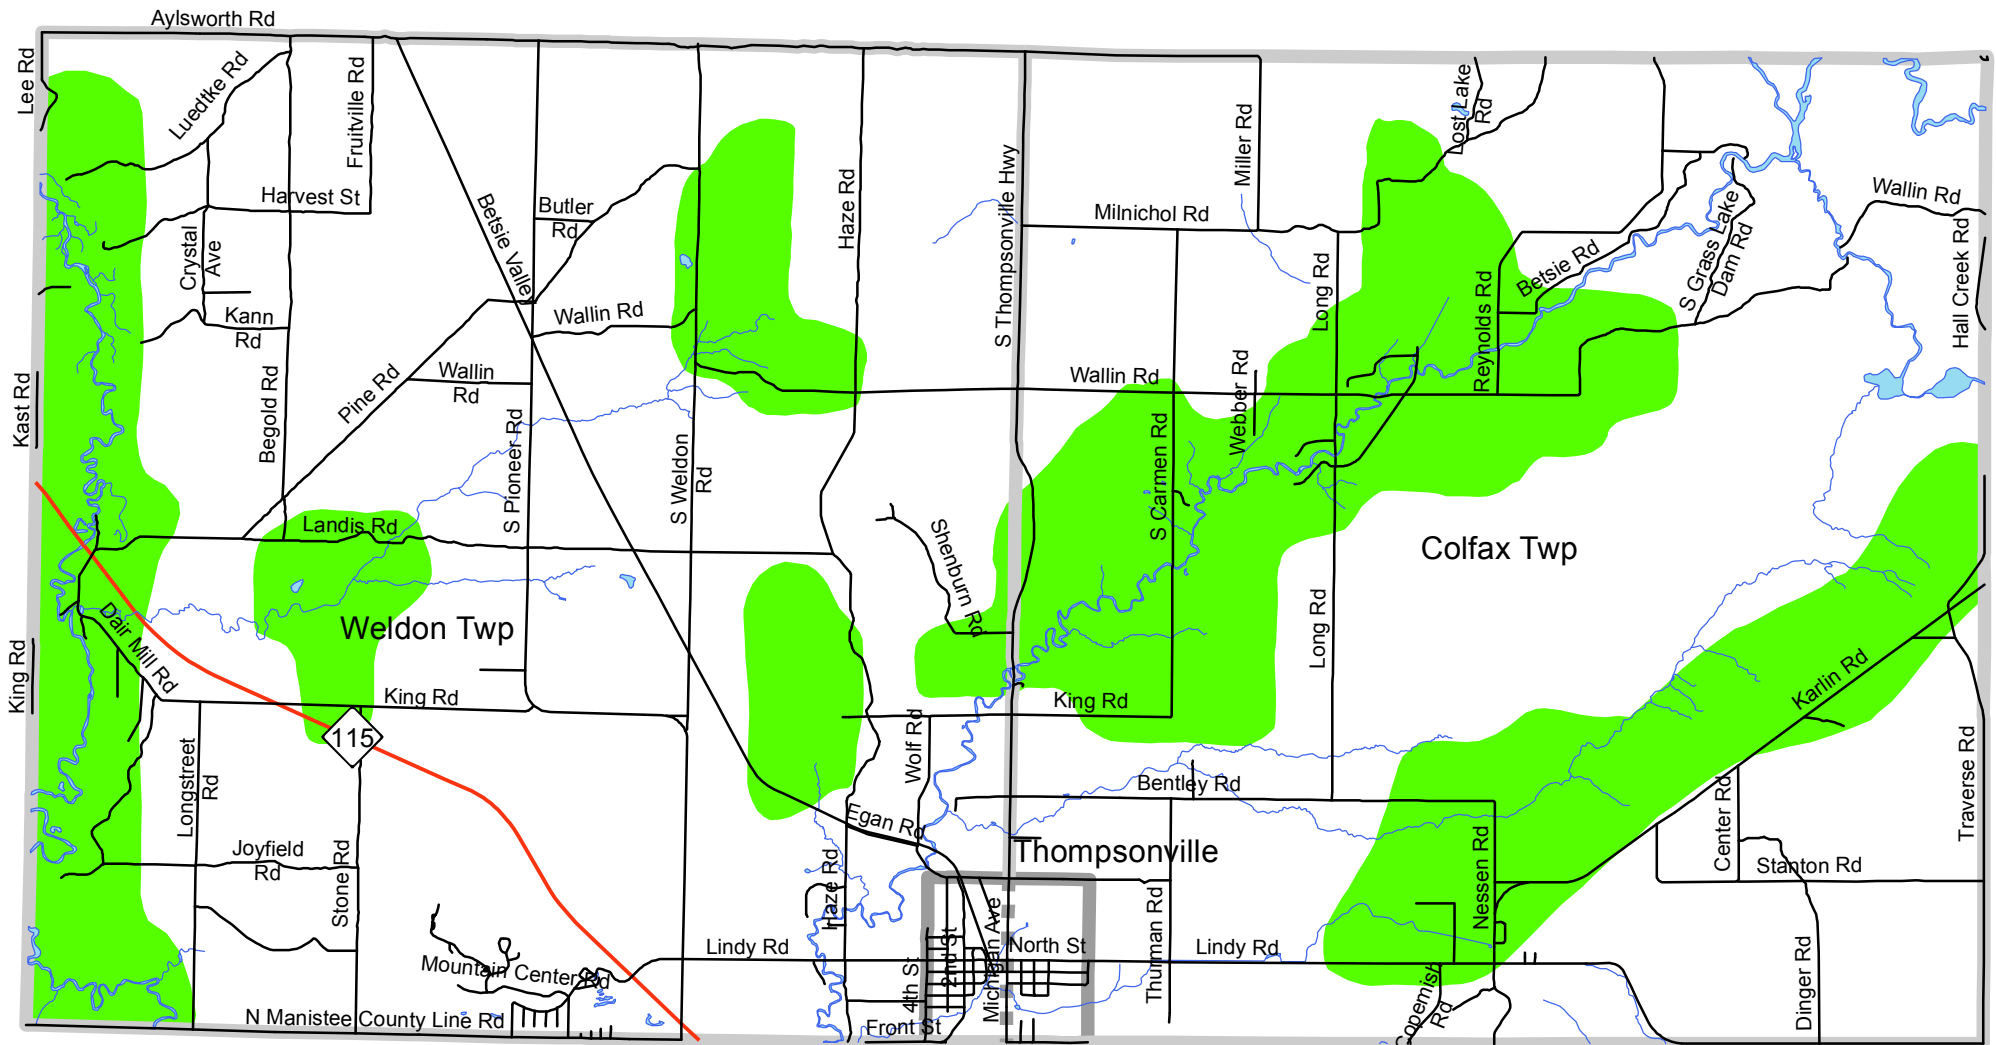 Aylsworth Rd
Lee Rd
Luedtke Rd
Fruitville Rd
Harvest St
Crystal
Ave
Kann
Rd
Begold Rd
Kast Rd
Pine Rd
Betsie Valle
Butler
Rd
Wallin Rd
Wallin
Rd
S Pioneer Rd
S Weldon
Rd
Haze Rd
S Thompsonville Hwy
Miller Rd
Milnichol Rd
Lost Lake
Rd
Long Rd
Reynolds Rd
Betsie Rd
S Grass Lake
Dam Rd
Wallin Rd
Hall Creek Rd
Wallin Rd
Webber Rd
S Carmen Rd
Landis Rd
Shenburn Rd
Colfax Twp
Weldon Twp
Dair Mill Rd
King Rd
King Rd
115
King Rd
Long Rd
Karlin Rd
Wolf Rd
Longstreet
Rd
Bentley Rd
Egan Rd
Thompsonville
Center Rd
Traverse Rd
Joyfield
Rd
Stone Rd
Haze Rd
Nessen Rd
Stanton Rd
Michigan Ave
2nd St
4th St
North St
Thurman Rd
Lindy Rd
Lindy Rd
Mountain Center Rd
N Manistee County Line Rd
Front St
Copemish
Rd
Dinger Rd